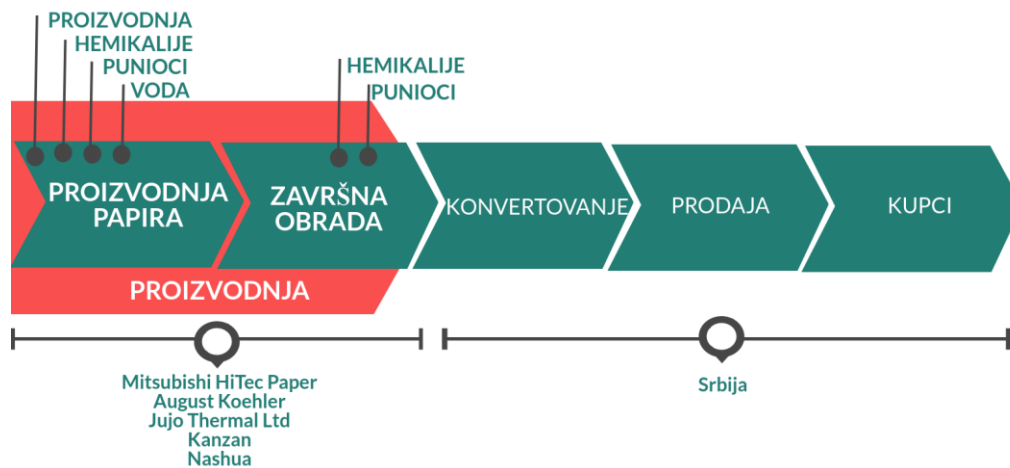 PROIZVODNJA
HEMIKALIJE
PUNIOCI
VODA
HEMIKALIJE
PUNIOCI
PROIZVODNJA
PAPIRA
ZAVRŠNA
OBRADA
KONVERTOVANJE
PRODAJA
KUPCI
PROIZVODNJA
Mitsubishi HiTec Paper
August Koehler
Jujo Thermal Ltd
Kanzan
Nashua
Srbija